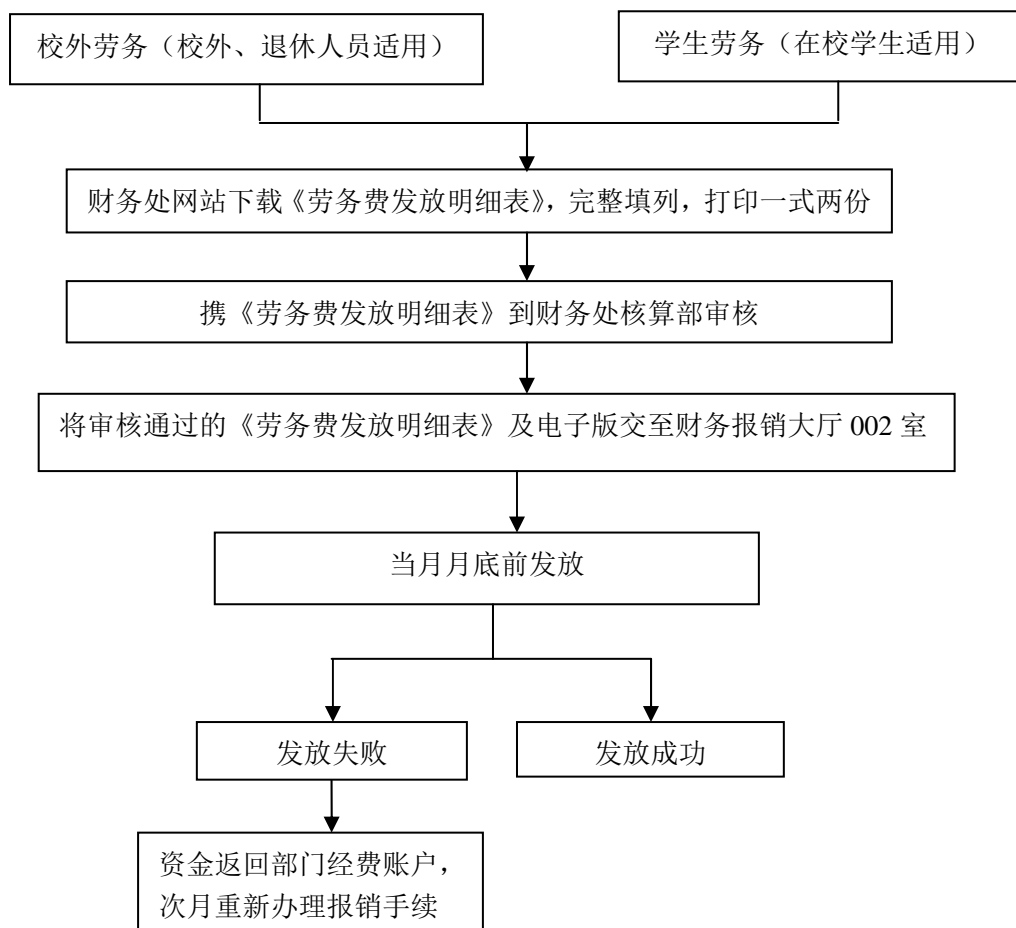 校外劳务（校外、退休人员适用）
学生劳务（在校学生适用）
财务处网站下载《劳务费发放明细表》，完整填列，打印一式两份
携《劳务费发放明细表》到财务处核算部审核
将审核通过的《劳务费发放明细表》及电子版交至财务报销大厅 002 室
当月月底前发放
发放失败
发放成功
资金返回部门经费账户，
次月重新办理报销手续